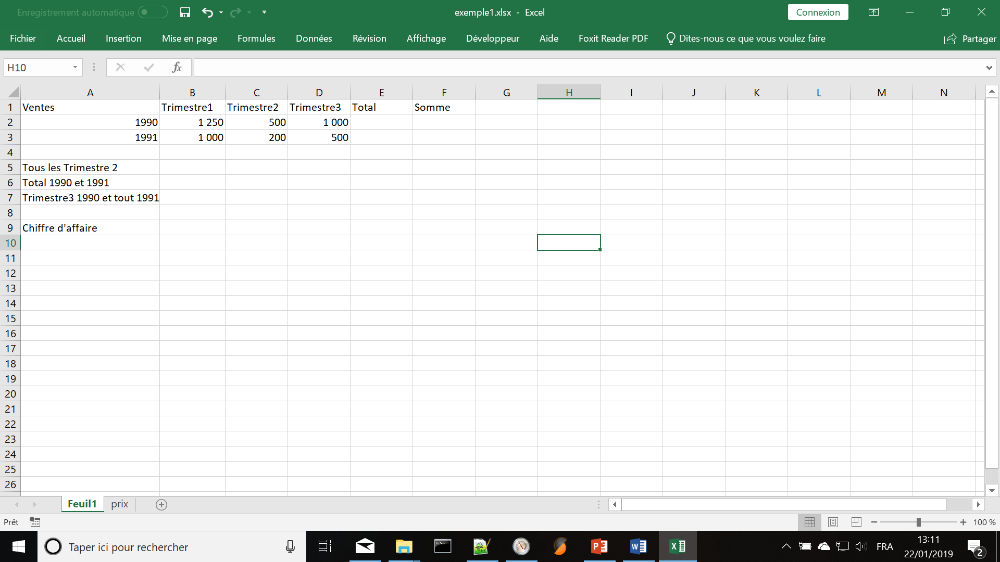 Enregistrement automatique
exemple1.xlsx - Excel
Connexion
Fichier Accueil Insertion Mise en page Formules Données Révision Affichage Développeur Aide Foxit Reader PDF Dites-nous ce que vous voulez faire Partager
H10 fx
A B C D E F G H I J K L M N
1 Ventes Trimestre1 Trimestre2 Trimestre3 Total Somme
2 1990 1 250 500 1 000
3 1991 1 000 200 500
4
5 Tous les Trimestre 2
6 Total 1990 et 1991
7 Trimestre3 1990 et tout 1991
8
9 Chiffre d'affaire
10
11
12
13
14
15
16
17
18
19
20
21
22
23
24
25
26
Feuil1 prix
Prêt 100 %
Taper ici pour rechercher
FRA
13:11
22/01/2019
2